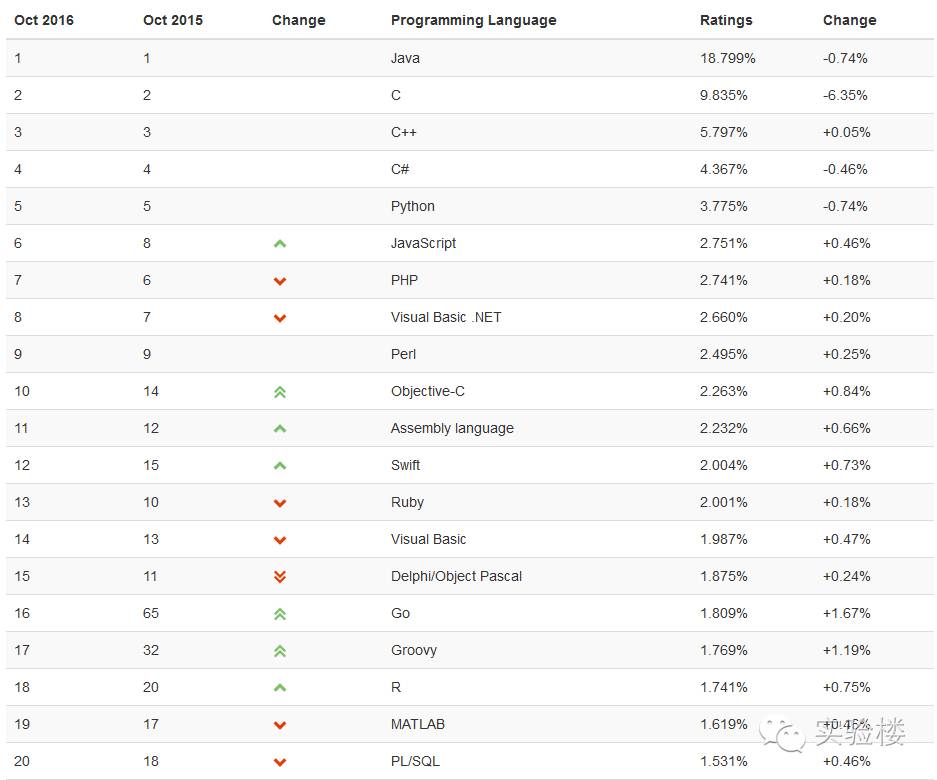 Oct 2016 Oct 2015 Change Programming Language Ratings Change
1 1 Java 18.799% -0.74%
2 2 C 9.835% -6.35%
3 3 C++ 5.797% +0.05%
4 4 C# 4.367% -0.46%
5 5 Python 3.775% -0.74%
6 8 JavaScript 2.751% +0.46%
7 6 PHP 2.741% +0.18%
8 7 Visual Basic .NET 2.660% +0.20%
9 9 Perl 2.495% +0.25%
10 14 Objective-C 2.263% +0.84%
11 12 Assembly language 2.232% +0.66%
12 15 Swift 2.004% +0.73%
13 10 Ruby 2.001% +0.18%
14 13 Visual Basic 1.987% +0.47%
15 11 Delphi/Object Pascal 1.875% +0.24%
16 65 Go 1.809% +1.67%
17 32 Groovy 1.769% +1.19%
18 20 R 1.741% +0.75%
19 17 MATLAB 1.619% +0.46%
20 18 PL/SQL 1.531% +0.46%
实验楼